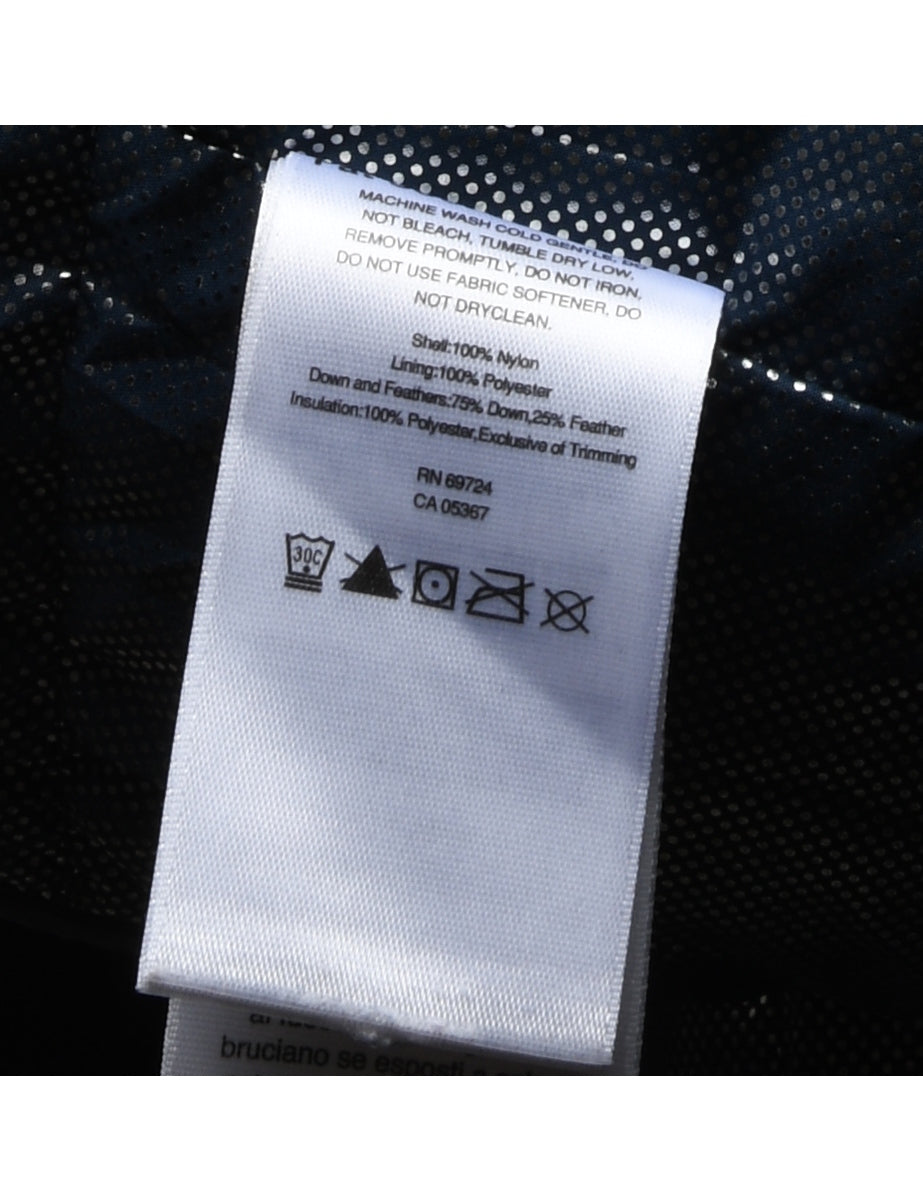 MACHINE WASH COLD GENTLE, DO
NOT BLEACH, TUMBLE DRY LOW,
REMOVE PROMPTLY, DO NOT IRON,
DO NOT USE FABRIC SOFTENER, DO
NOT DRYCLEAN.
Shell:100% Nylon
Lining:100% Polyester
Down and Feathers:75% Down,25% Feather
Insulation:100% Polyester,Exclusive of Trimming
RN 69724
CA 05367
30C
bruciano se esposti